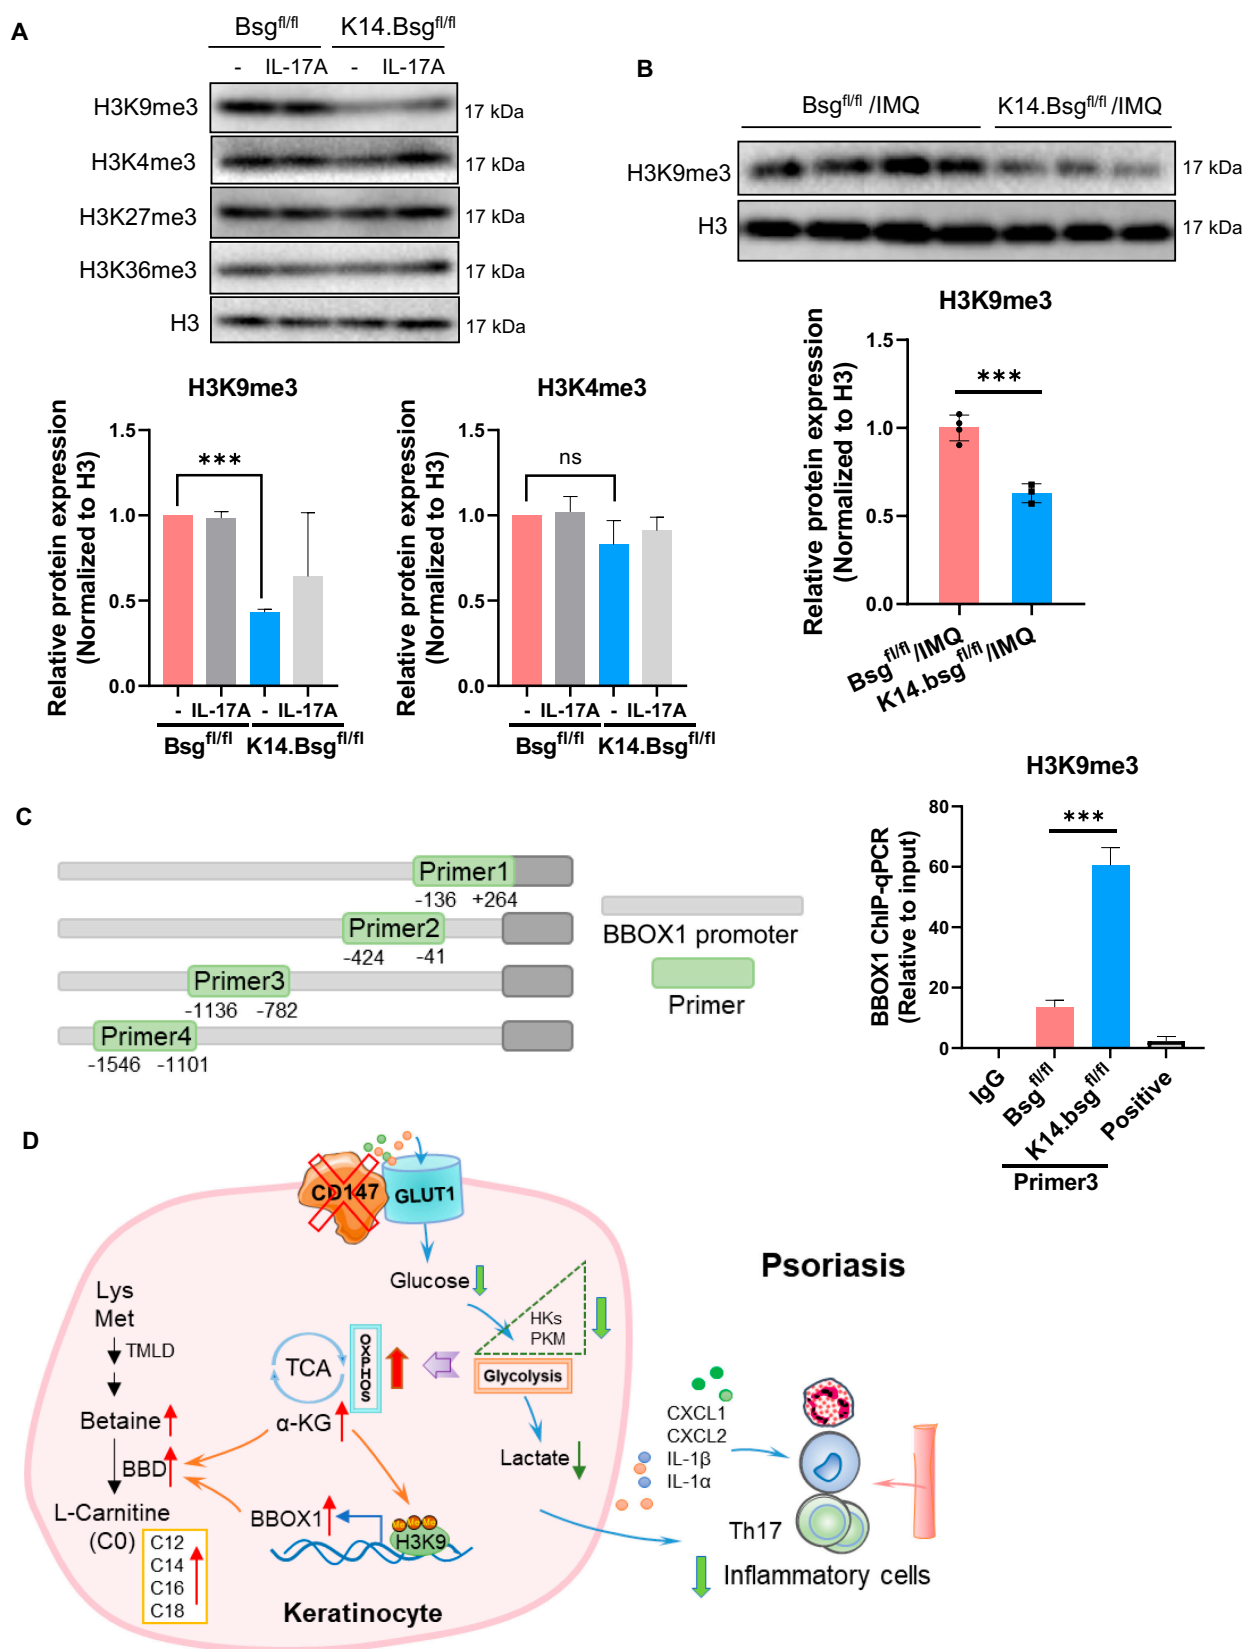 A
Bsgfl/fl K14.Bsgfl/fl
- IL-17A - IL-17A
H3K9me3 17 kDa
H3K4me3 17 kDa
H3K27me3 17 kDa
H3K36me3 17 kDa
H3 17 kDa
H3K9me3
Relative protein expression
(Normalized to H3)
1.5
1.0
0.5
0.0
***
- IL-17A - IL-17A
Bsgfl/fl K14.Bsgfl/fl
H3K4me3
Relative protein expression
(Normalized to H3)
1.5
1.0
0.5
0.0
ns
- IL-17A - IL-17A
Bsgfl/fl K14.Bsgfl/fl
B
Bsgfl/fl /IMQ K14.Bsgfl/fl /IMQ
H3K9me3 17 kDa
H3 17 kDa
H3K9me3
Relative protein expression
(Normalized to H3)
1.5
1.0
0.5
0.0
***
Bsgfl/fl/IMQ
K14.bsgfl/fl/IMQ
C
Primer1
-136 +264
Primer2
-424 -41
Primer3
-1136 -782
Primer4
-1546 -1101
BBOX1 promoter
Primer
H3K9me3
BBOX1 ChIP-qPCR
(Relative to input)
80
60
40
20
0
***
IgG
Bsgfl/fl
K14.bsgfl/fl
Positive
Primer3
D
CD147
GLUT1
Glucose
HKs
PKM
Glycolysis
Lactate
OXPHOS
TCA
α-KG
Lys
Met
TMLD
Betaine
BBD
L-Carnitine
(C0)
C12
C14
C16
C18
BBOX1
Me Me Me
H3K9
Keratinocyte
Psoriasis
CXCL1
CXCL2
IL-1β
IL-1α
Th17
Inflammatory cells